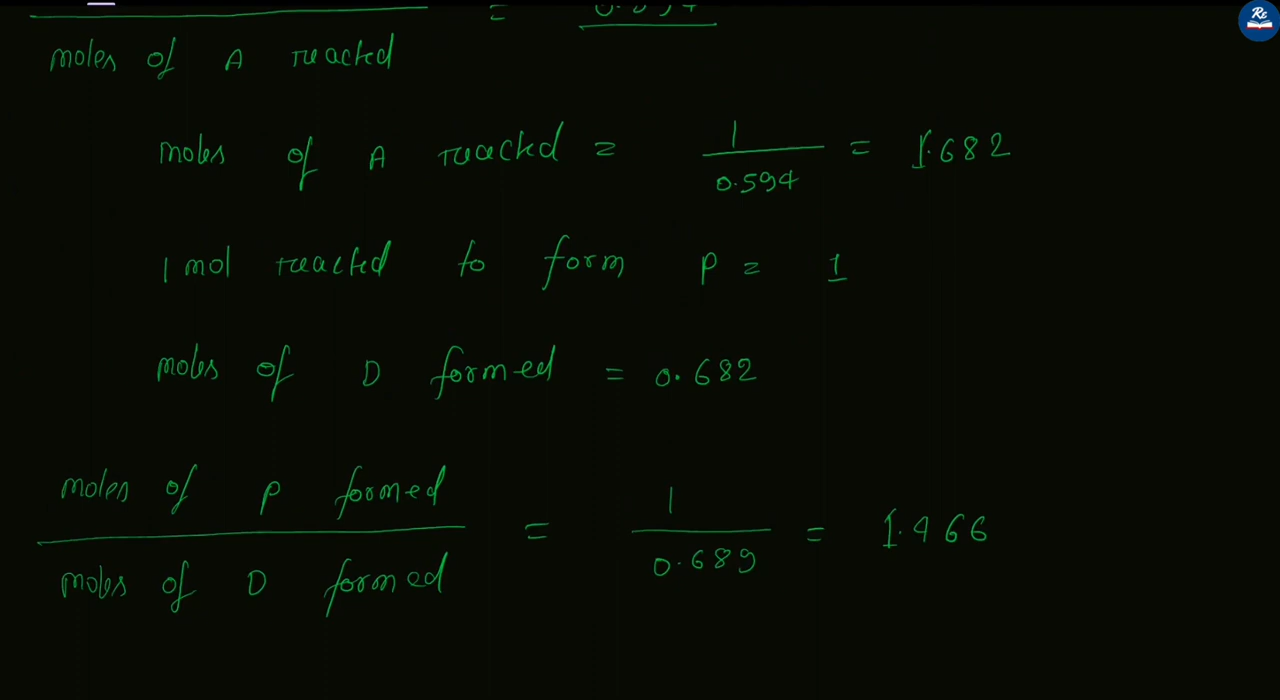 Re
=
moles of A reacted
moles of A reacted = 1 / 0.594 = 1.682
1 mol reacted to form P = 1
moles of D formed = 0.682
moles of P formed / moles of D formed = 1 / 0.689 = 1.466